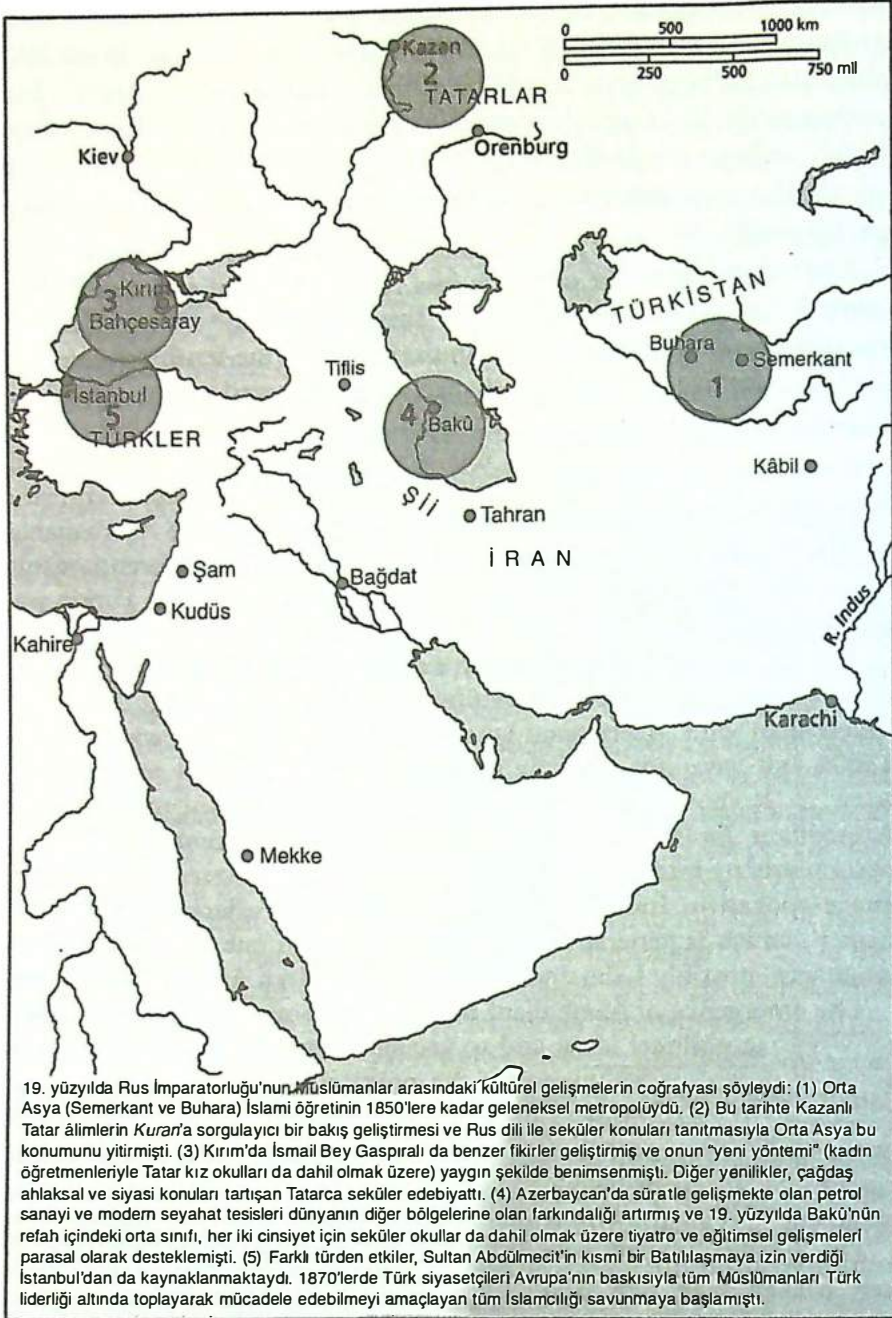 0 500 1000 km
0 250 500 750 mil
Kazan
2
TATARLAR
Orenburg
Kiev
3
Kırım
Bahçesaray
TÜRKİSTAN
Buhara
Semerkant
1
Tiflis
İstanbul
5
TÜRKLER
4
Bakû
Kâbil
Şİİ
Tahran
İRAN
Şam
Bağdat
Kudüs
Kahire
R. Indus
Karachi
Mekke
19. yüzyılda Rus İmparatorluğu'nun Müslümanlar arasındaki kültürel gelişmelerin coğrafyası şöyleydi: (1) Orta
Asya (Semerkant ve Buhara) İslami öğretinin 1850'lere kadar geleneksel metropolüydü. (2) Bu tarihte Kazanlı
Tatar âlimlerin Kuran'a sorgulayıcı bir bakış geliştirmesi ve Rus dili ile seküler konuları tanıtmasıyla Orta Asya bu
konumunu yitirmişti. (3) Kırım'da İsmail Bey Gaspıralı da benzer fikirler geliştirmiş ve onun "yeni yöntemi" (kadın
öğretmenleriyle Tatar kız okulları da dahil olmak üzere) yaygın şekilde benimsenmişti. Diğer yenilikler, çağdaş
ahlaksal ve siyasi konuları tartışan Tatarca seküler edebiyattı. (4) Azerbaycan'da süratle gelişmekte olan petrol
sanayi ve modern seyahat tesisleri dünyanın diğer bölgelerine olan farkındalığı artırmış ve 19. yüzyılda Bakû'nün
refah içindeki orta sınıfı, her iki cinsiyet için seküler okullar da dahil olmak üzere tiyatro ve eğitimsel gelişmeleri
parasal olarak desteklemişti. (5) Farklı türden etkiler, Sultan Abdülmecit'in kısmi bir Batılılaşmaya izin verdiği
İstanbul'dan da kaynaklanmaktaydı. 1870'lerde Türk siyasetçileri Avrupa'nın baskısıyla tüm Müslümanları Türk
liderliği altında toplayarak mücadele edebilmeyi amaçlayan tüm İslamcılığı savunmaya başlamıştı.